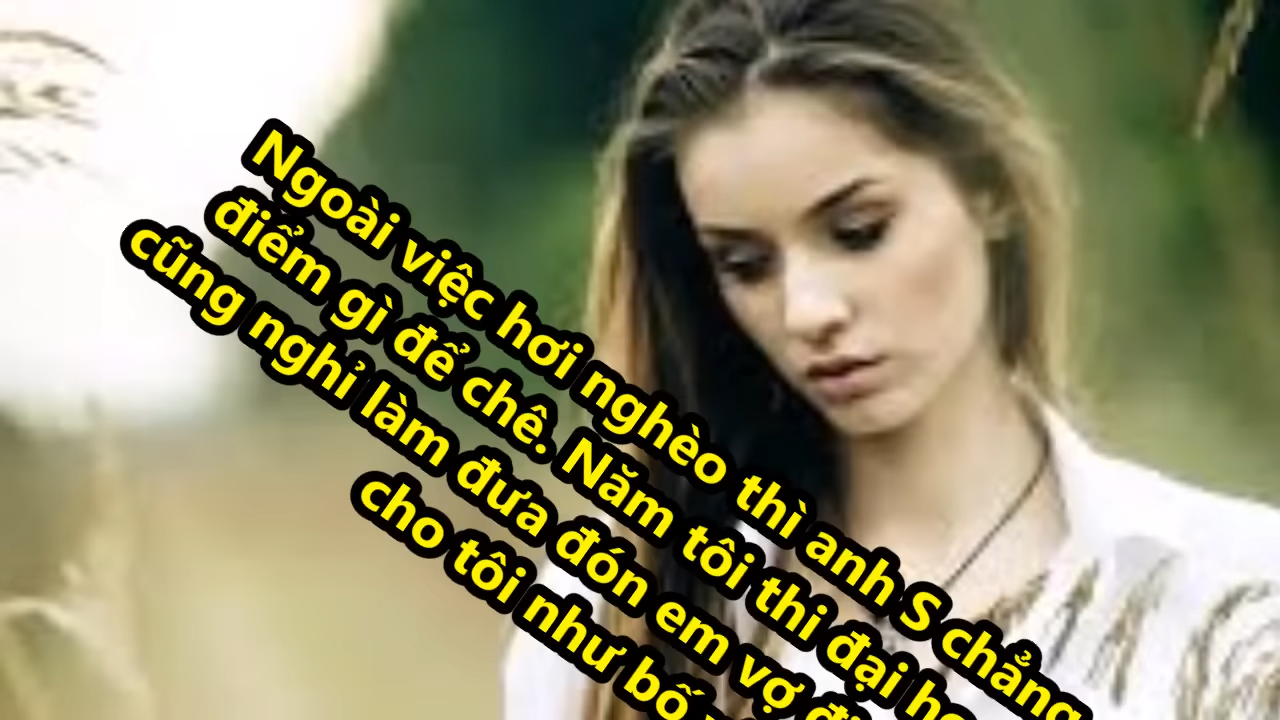 Ngoài việc hơi nghèo thì anh S chẳng
điểm gì để chê. Năm tôi thi đại
cũng nghỉ làm đưa đón em vợ
cho tôi như bố